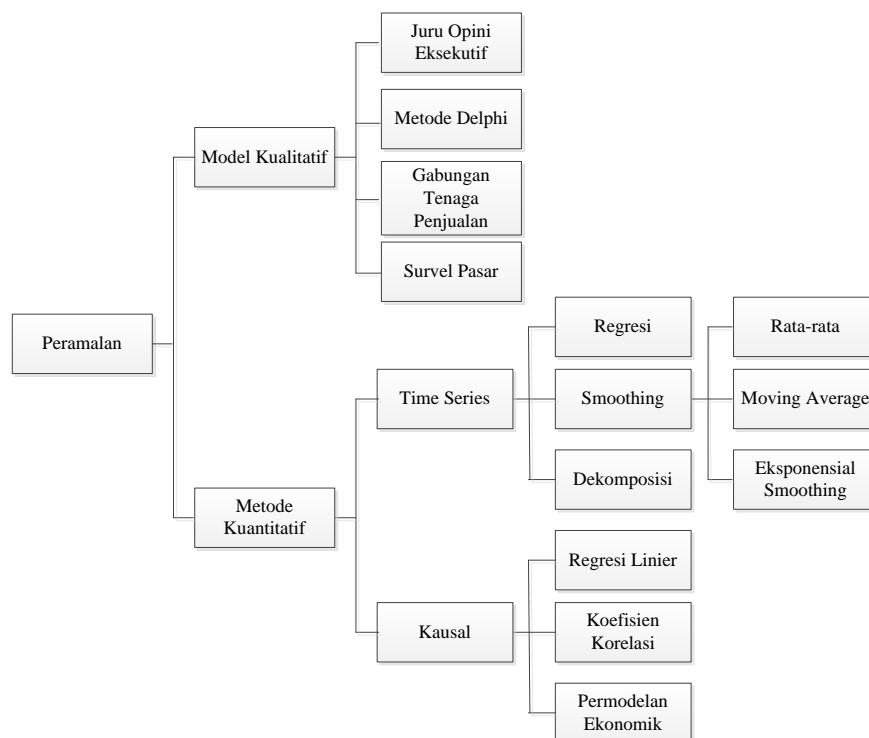 Juru Opini
Eksekutif
Metode Delphi
Model Kualitatif
Gabungan
Tenaga
Penjualan
Survel Pasar
Peramalan
Regresi
Rata-rata
Time Series
Smoothing
Moving Average
Dekomposisi
Eksponensial
Smoothing
Metode
Kuantitatif
Regresi Linier
Kausal
Koefisien
Korelasi
Permodelan
Ekonomik